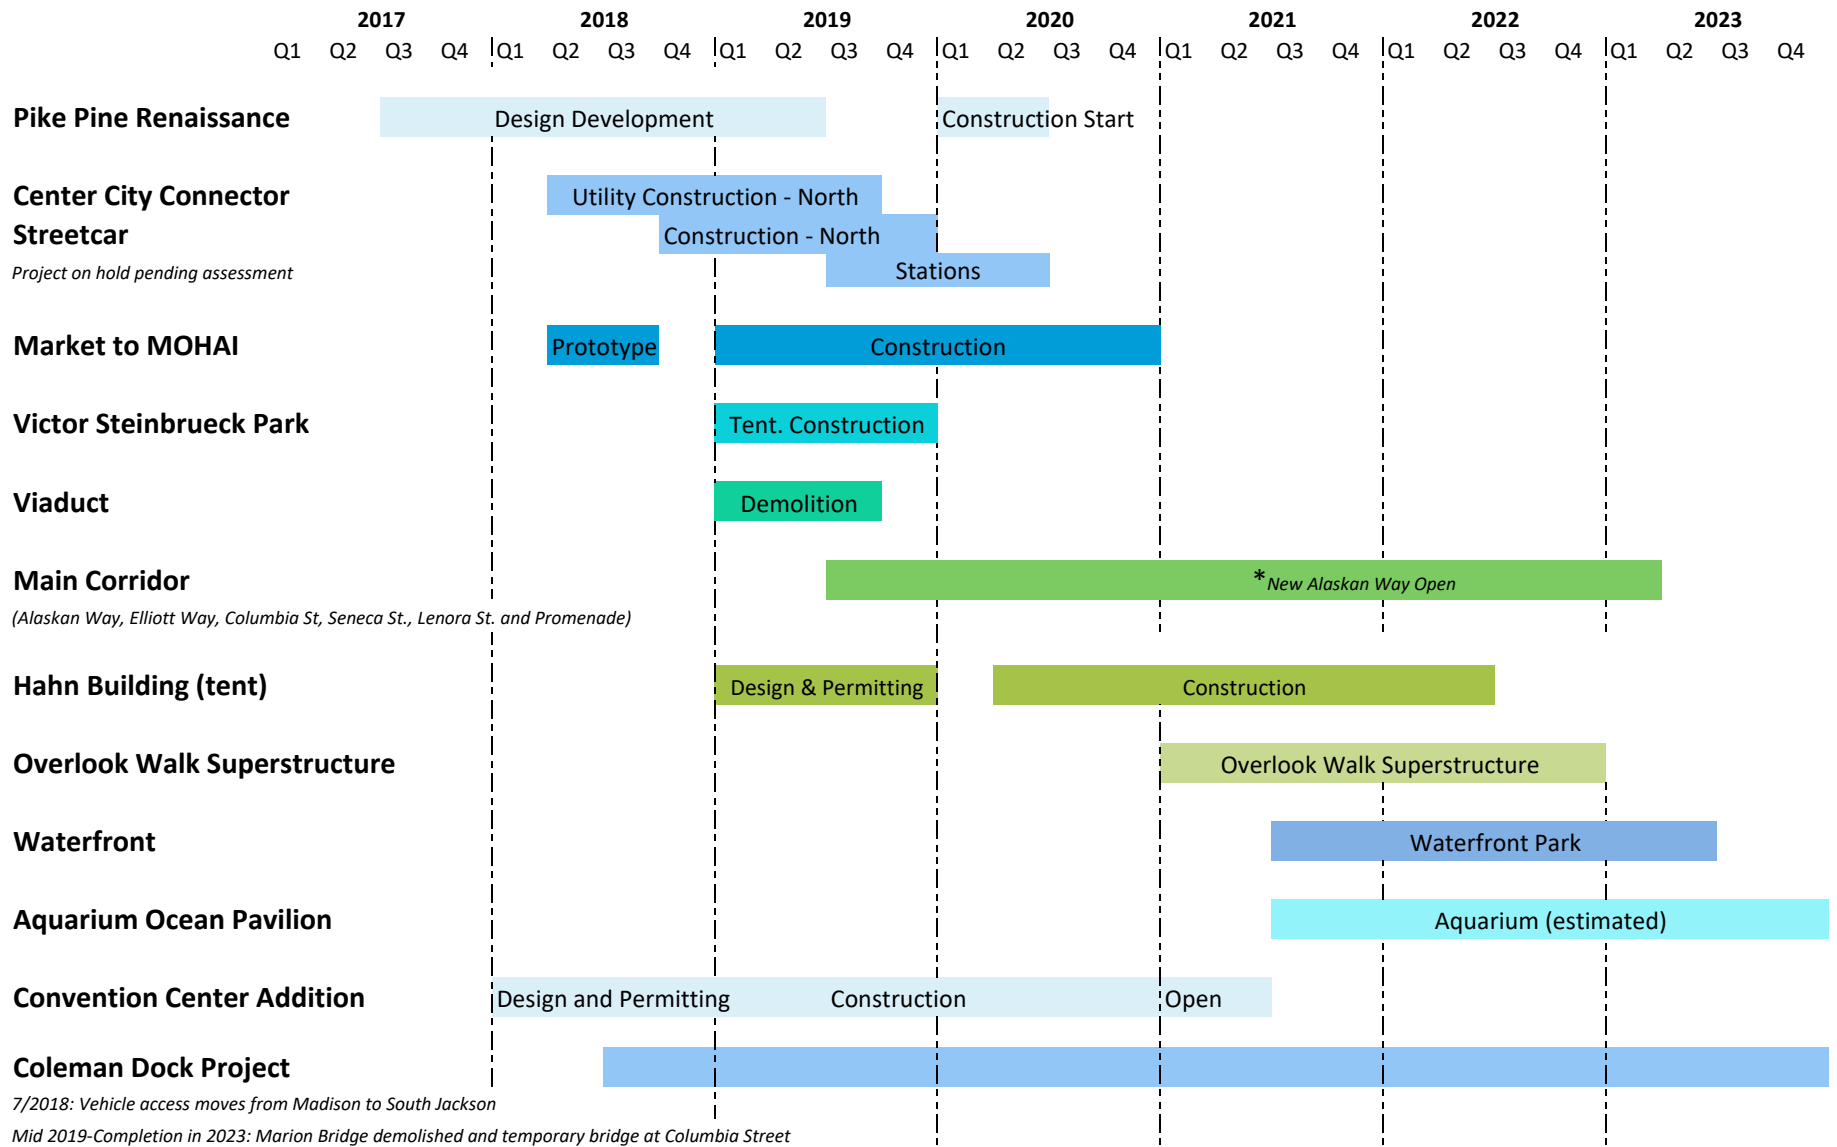 2017 2018 2019 2020 2021 2022 2023
Q1 Q2 Q3 Q4 Q1 Q2 Q3 Q4 Q1 Q2 Q3 Q4 Q1 Q2 Q3 Q4 Q1 Q2 Q3 Q4 Q1 Q2 Q3 Q4 Q1 Q2 Q3 Q4
Pike Pine Renaissance Design Development Construction Start
Center City Connector Utility Construction - North
Streetcar Construction - North
Project on hold pending assessment Stations
Market to MOHAI Prototype Construction
Victor Steinbrueck Park Tent. Construction
Viaduct Demolition
Main Corridor *New Alaskan Way Open
(Alaskan Way, Elliott Way, Columbia St, Seneca St., Lenora St. and Promenade)
Hahn Building (tent) Design & Permitting Construction
Overlook Walk Superstructure Overlook Walk Superstructure
Waterfront Waterfront Park
Aquarium Ocean Pavilion Aquarium (estimated)
Convention Center Addition Design and Permitting Construction Open
Coleman Dock Project
7/2018: Vehicle access moves from Madison to South Jackson
Mid 2019-Completion in 2023: Marion Bridge demolished and temporary bridge at Columbia Street